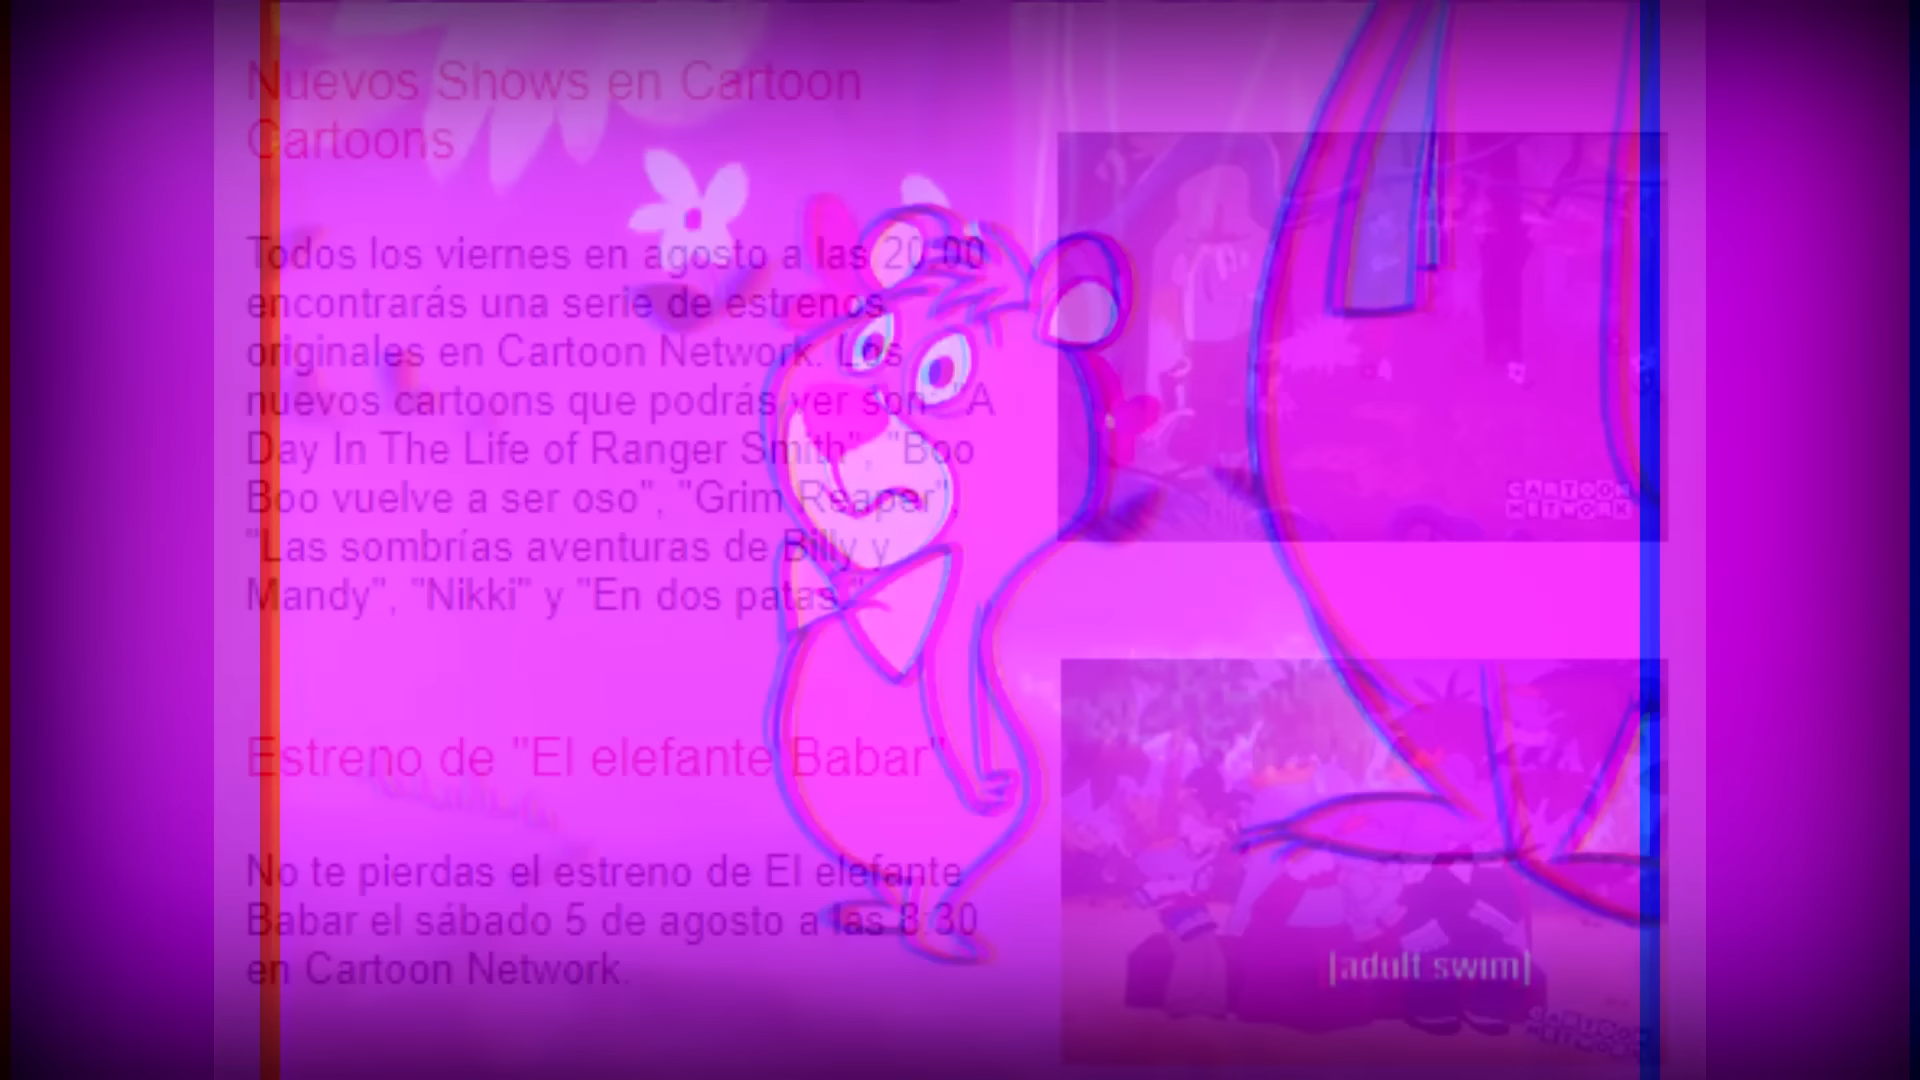 Nuevos Shows en Cartoon
Cartoons
Todos los viernes en agosto a las 20:00
encontrarás una serie de estrenos
originales en Cartoon Network. Los
nuevos cartoons que podrás ver son: "A
Day In The Life of Ranger Smith", "Boo
Boo vuelve a ser oso", "Grim Reaper",
"Las sombrías aventuras de Billy y
Mandy", "Nikki" y "En dos patas."
CARTOON
NETWORK
Estreno de "El elefante Babar"
No te pierdas el estreno de El elefante
Babar el sábado 5 de agosto a las 8:30
en Cartoon Network.
[adult swim]
CARTOON
NETWORK